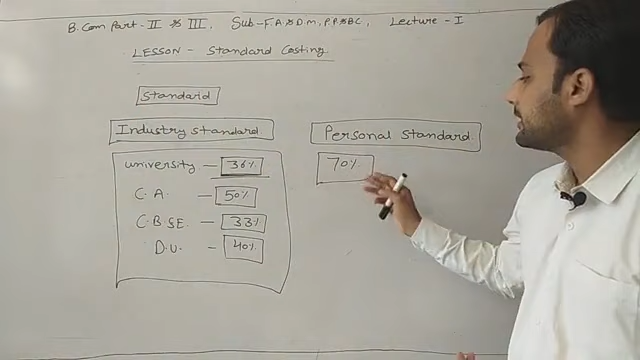 B. Com Part-II & III, Sub-F.A. & D.M, P.P. & BC, Lecture-I
LESSON - Standard Costing
Standard
Industry Standard
Personal Standard
University - 36%
70%
C.A. - 50%
C.B.S.E. - 33%
D.U. - 40%